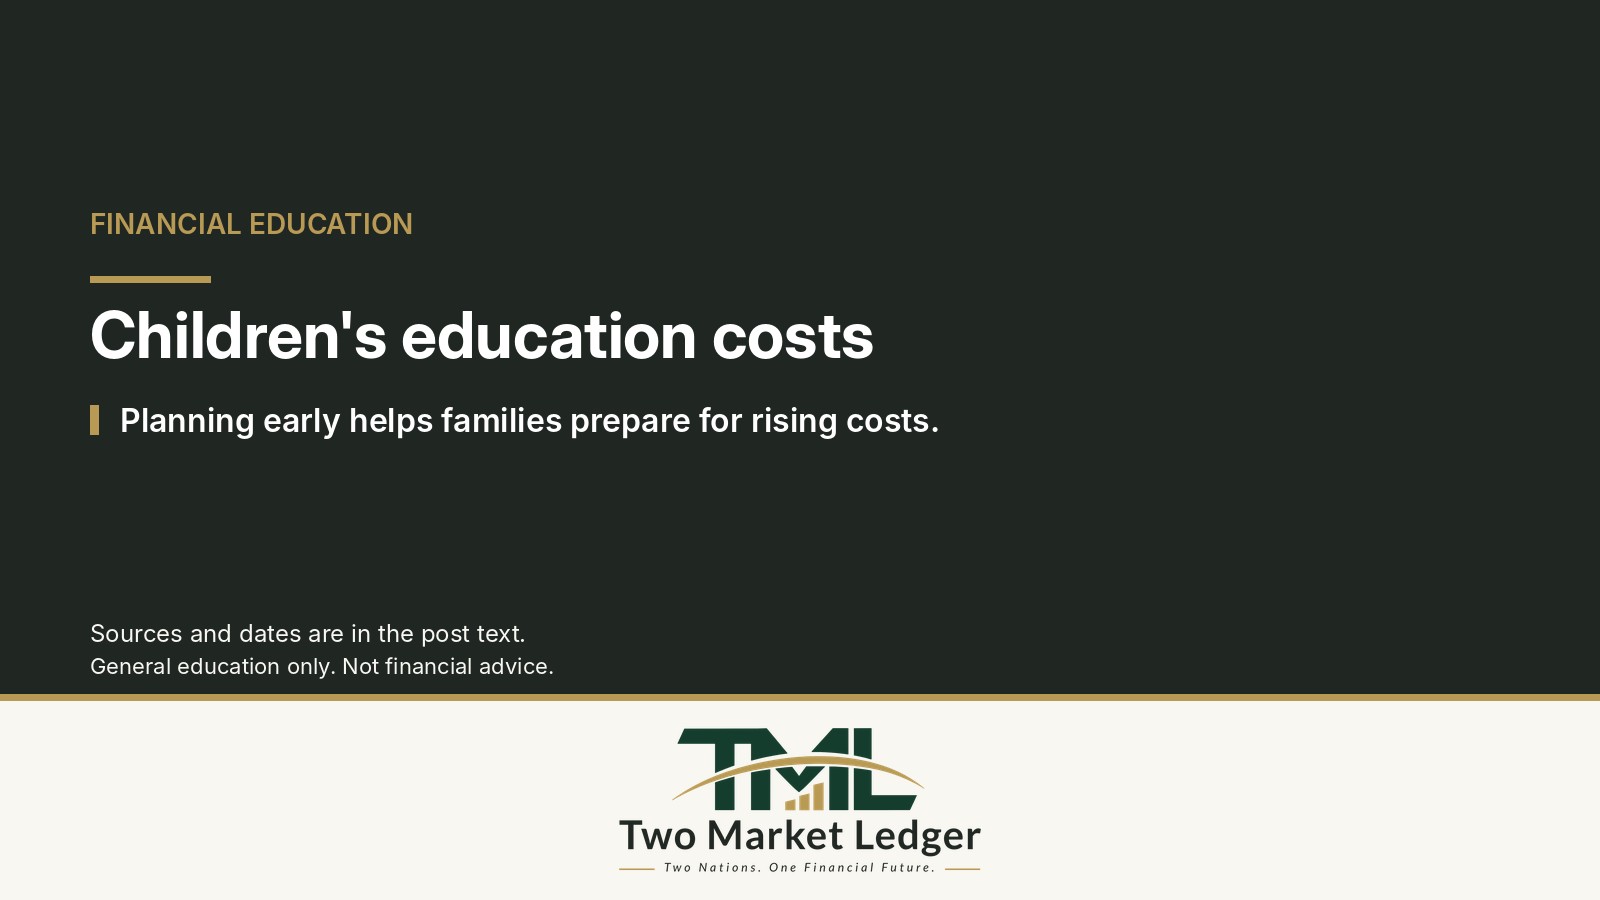 FINANCIAL EDUCATION
Children's education costs
Planning early helps families prepare for rising costs.
Sources and dates are in the post text.
General education only. Not financial advice.
TML
Two Market Ledger
Two Nations. One Financial Future.